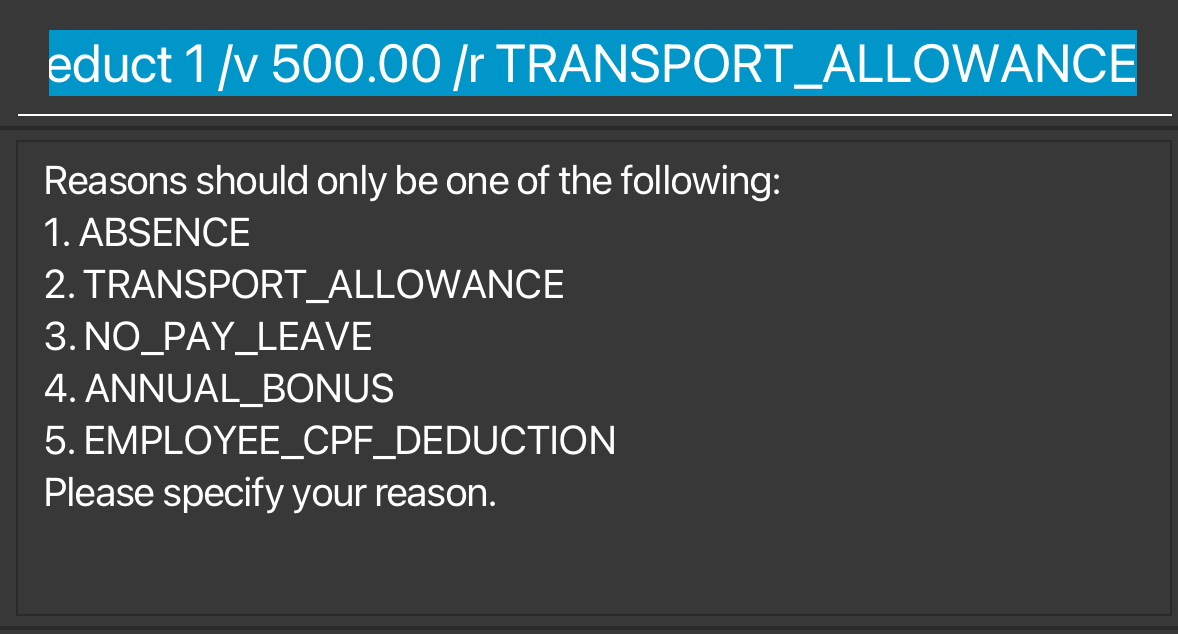 educt 1 /v 500.00 /r TRANSPORT_ALLOWANCE
Reasons should only be one of the following:
1. ABSENCE
2. TRANSPORT_ALLOWANCE
3. NO_PAY_LEAVE
4. ANNUAL_BONUS
5. EMPLOYEE_CPF_DEDUCTION
Please specify your reason.